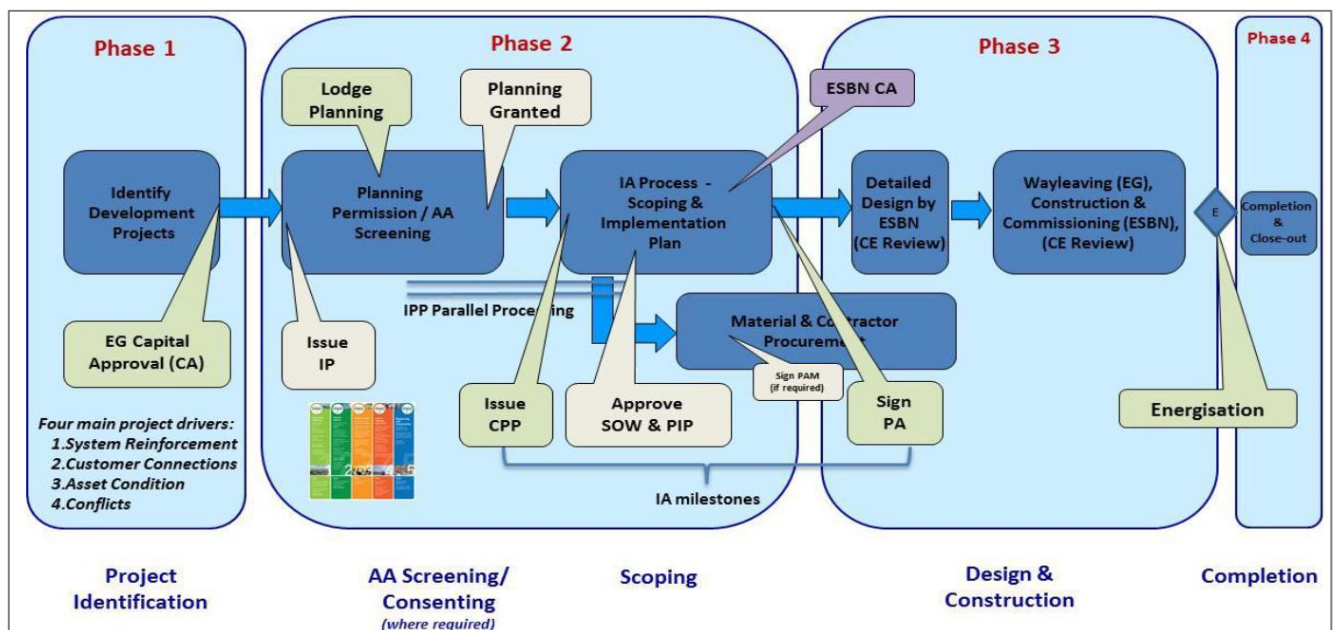 Phase 1
Phase 2
Phase 3
Phase 4
Lodge
Planning
Planning
Granted
ESBN CA
Identify
Development
Projects
Planning
Permission / AA
Screening
IA Process -
Scoping &
Implementation
Plan
Detailed
Design by
ESBN
(CE Review)
Wayleaving (EG),
Construction &
Commissioning (ESBN),
(CE Review)
E
Completion
&
Close-out
IPP Parallel Processing
Material & Contractor
Procurement
EG Capital
Approval (CA)
Issue
IP
Sign PAM
(if required)
Issue
CPP
Approve
SOW & PIP
Sign
PA
Energisation
Four main project drivers:
1.System Reinforcement
2.Customer Connections
3.Asset Condition
4.Conflicts
IA milestones
Project
Identification
AA Screening/
Consenting
(where required)
Scoping
Design &
Construction
Completion